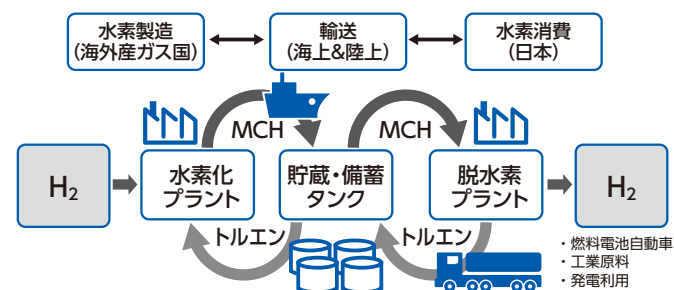 水素製造
(海外産ガス国)
輸送
(海上&陸上)
水素消費
(日本)
MCH
MCH
H₂
水素化
プラント
貯蔵・備蓄
タンク
脱水素
プラント
H₂
トルエン
トルエン
・燃料電池自動車
・工業原料
・発電利用